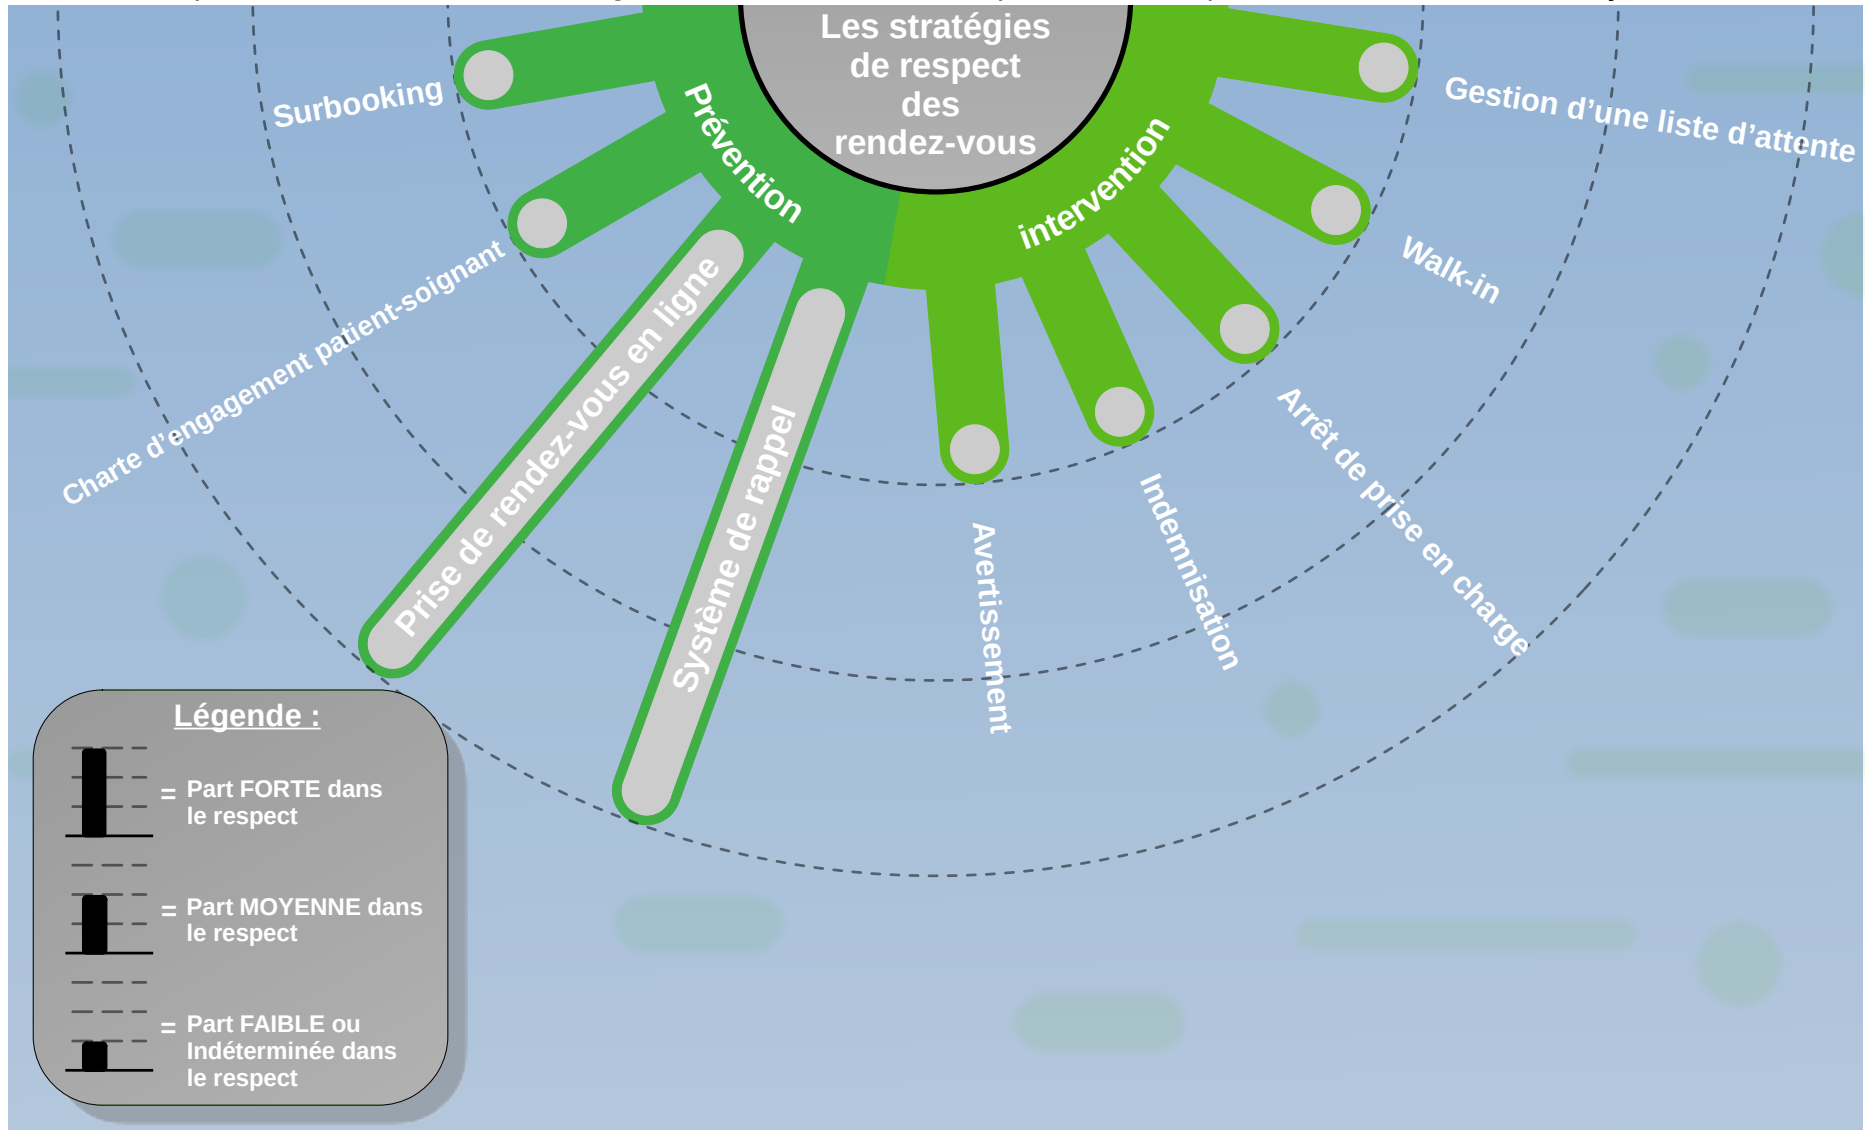 Les stratégies
de respect
des
rendez-vous
Prévention
intervention
Surbooking
Charte d’engagement patient-soignant
Prise de rendez-vous en ligne
Système de rappel
Avertissement
Indemnisation
Arrêt de prise en charge
Walk-in
Gestion d’une liste d’attente
Légende :
= Part FORTE dans
le respect
= Part MOYENNE dans
le respect
= Part FAIBLE ou
Indéterminée dans
le respect